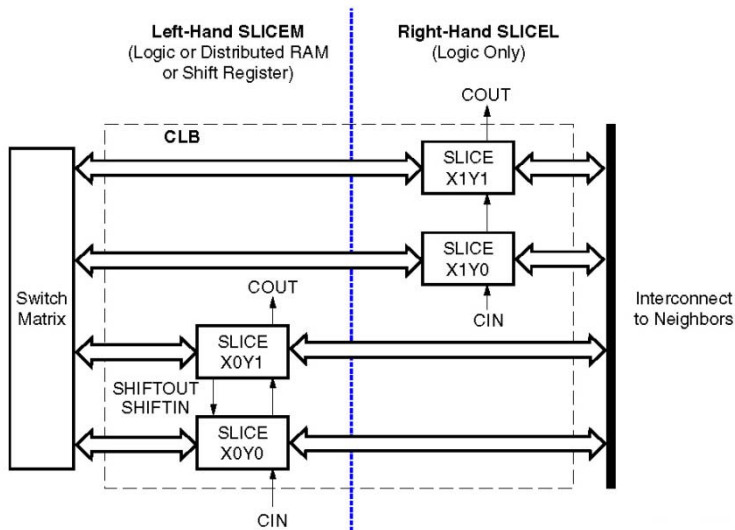 Left-Hand SLICEM
(Logic or Distributed RAM
or Shift Register)
Right-Hand SLICEL
(Logic Only)
COUT
CLB
SLICE
X1Y1
SLICE
X1Y0
COUT
CIN
Switch
Matrix
Interconnect
to Neighbors
SLICE
X0Y1
SHIFTOUT
SHIFTIN
SLICE
X0Y0
CIN